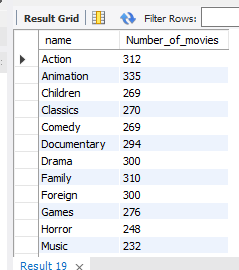 Result Grid Filter Rows:
name Number_of_movies
Action 312
Animation 335
Children 269
Classics 270
Comedy 269
Documentary 294
Drama 300
Family 310
Foreign 300
Games 276
Horror 248
Music 232
Result 19 ×